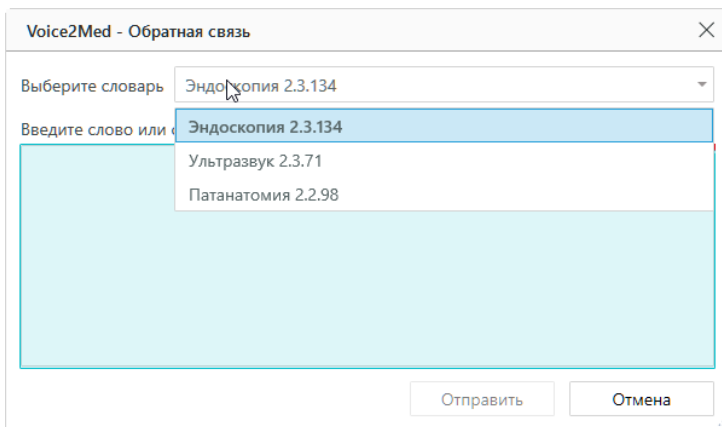 Voice2Med - Обратная связь
Выберите словарь Эндоскопия 2.3.134
Введите слово или
Эндоскопия 2.3.134
Ультразвук 2.3.71
Патанатомия 2.2.98
Отправить Отмена